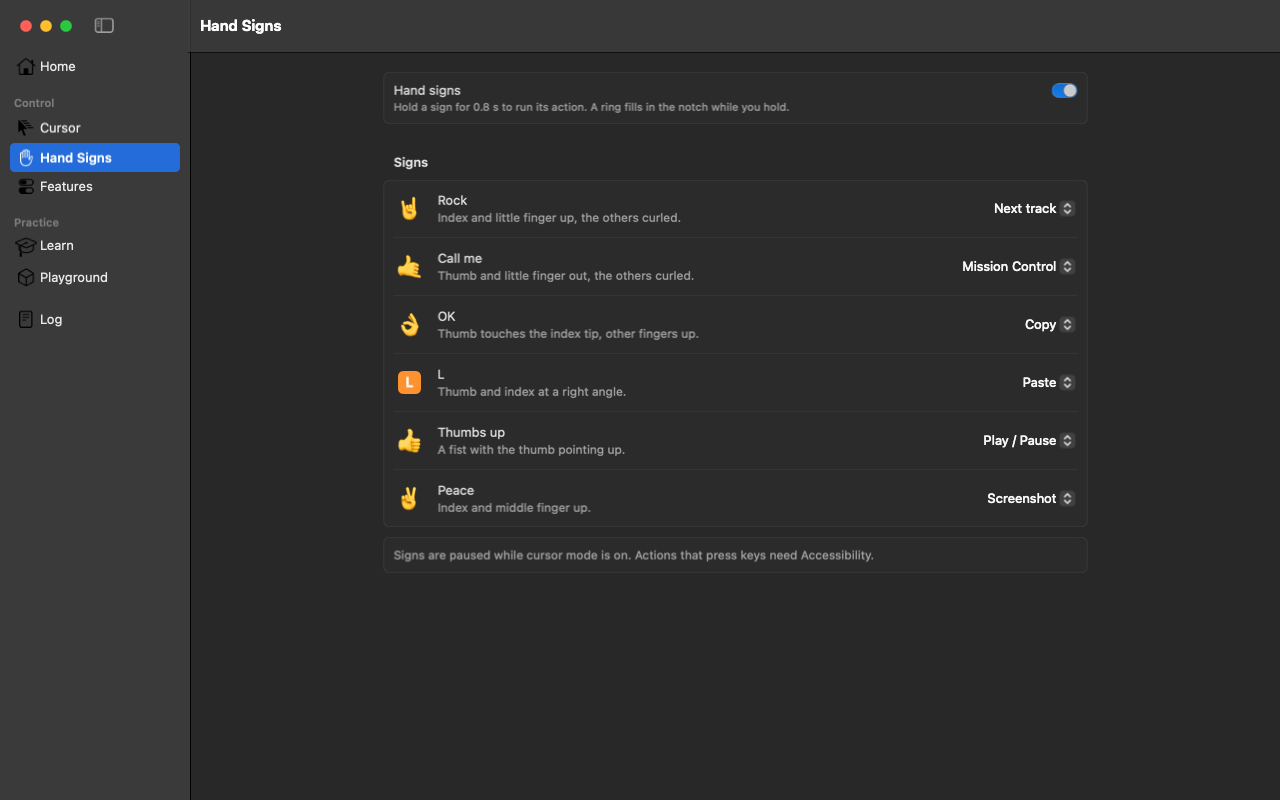 Hand Signs
Home
Control
Cursor
Hand Signs
Features
Practice
Learn
Playground
Log
Hand signs
Hold a sign for 0.8 s to run its action. A ring fills in the notch while you hold.
Signs
Rock
Index and little finger up, the others curled.
Next track
Call me
Thumb and little finger out, the others curled.
Mission Control
OK
Thumb touches the index tip, other fingers up.
Copy
L
L
Thumb and index at a right angle.
Paste
Thumbs up
A fist with the thumb pointing up.
Play / Pause
Peace
Index and middle finger up.
Screenshot
Signs are paused while cursor mode is on. Actions that press keys need Accessibility.